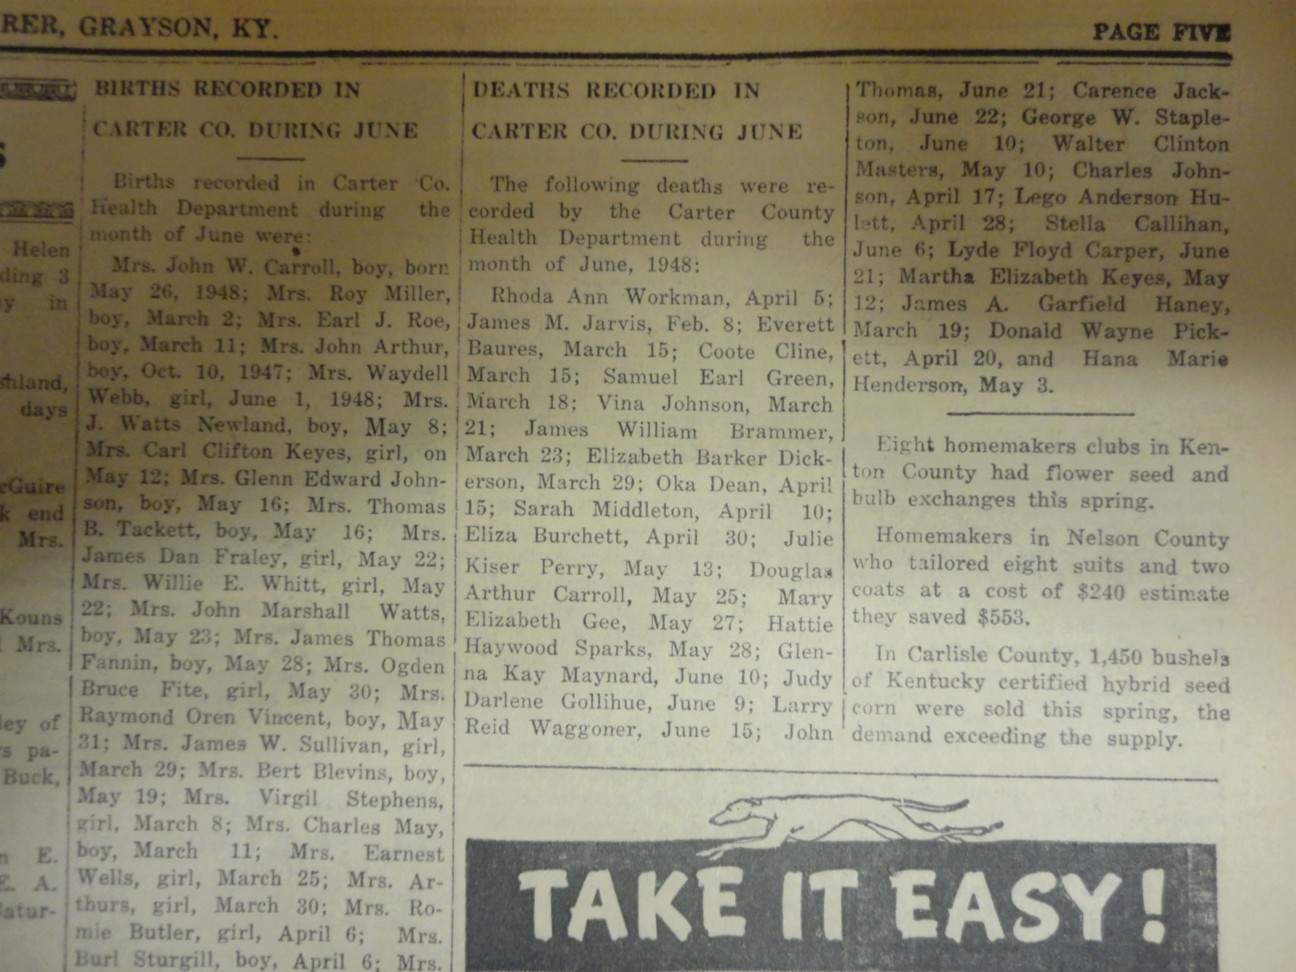 RER, GRAYSON, KY.
PAGE FIVE
S
Helen
ding 3
y in
shland,
days
cGuire
k end
Mrs.
Kouns
Mrs.
ley of
s pa-
Buck,
n E.
E. A.
Satur-
BIRTHS RECORDED IN
CARTER CO. DURING JUNE
Births recorded in Carter Co.
Health Department during the
month of June were:
Mrs. John W. Carroll, boy, born
May 26, 1948; Mrs. Roy Miller,
boy, March 2; Mrs. Earl J. Roe,
boy, March 11; Mrs. John Arthur,
boy, Oct. 10, 1947; Mrs. Waydell
Webb, girl, June 1, 1948; Mrs.
J. Watts Newland, boy, May 8;
Mrs. Carl Clifton Keyes, girl, on
May 12; Mrs. Glenn Edward John-
son, boy, May 16; Mrs. Thomas
B. Tackett, boy, May 16; Mrs.
James Dan Fraley, girl, May 22;
Mrs. Willie E. Whitt, girl, May
22; Mrs. John Marshall Watts,
boy, May 23; Mrs. James Thomas
Fannin, boy, May 28; Mrs. Ogden
Bruce Fite, girl, May 30; Mrs.
Raymond Oren Vincent, boy, May
31; Mrs. James W. Sullivan, girl,
March 29; Mrs. Bert Blevins, boy,
May 19; Mrs. Virgil Stephens,
girl, March 8; Mrs. Charles May,
boy, March 11; Mrs. Earnest
Wells, girl, March 25; Mrs. Ar-
thurs, girl, March 30; Mrs. Ro-
mie Butler, girl, April 6; Mrs.
Burl Sturgill, boy, April 6; Mrs.
DEATHS RECORDED IN
CARTER CO. DURING JUNE
The following deaths were re-
corded by the Carter County
Health Department during the
month of June, 1948:
Rhoda Ann Workman, April 5;
James M. Jarvis, Feb. 8; Everett
Baures, March 15; Coote Cline,
March 15; Samuel Earl Green,
March 18; Vina Johnson, March
21; James William Brammer,
March 23; Elizabeth Barker Dick-
erson, March 29; Oka Dean, April
15; Sarah Middleton, April 10;
Eliza Burchett, April 30; Julie
Kiser Perry, May 13; Douglas
Arthur Carroll, May 25; Mary
Elizabeth Gee, May 27; Hattie
Haywood Sparks, May 28; Glen-
na Kay Maynard, June 10; Judy
Darlene Gollihue, June 9; Larry
Reid Waggoner, June 15; John
Thomas, June 21; Carence Jack-
son, June 22; George W. Staple-
ton, June 10; Walter Clinton
Masters, May 10; Charles John-
son, April 17; Lego Anderson Hu-
lett, April 28; Stella Callihan,
June 6; Lyde Floyd Carper, June
21; Martha Elizabeth Keyes, May
12; James A. Garfield Haney,
March 19; Donald Wayne Pick-
ett, April 20, and Hana Marie
Henderson, May 3.
Eight homemakers clubs in Ken-
ton County had flower seed and
bulb exchanges this spring.
Homemakers in Nelson County
who tailored eight suits and two
coats at a cost of $240 estimate
they saved $553.
In Carlisle County, 1,450 bushels
of Kentucky certified hybrid seed
corn were sold this spring, the
demand exceeding the supply.
TAKE IT EASY!